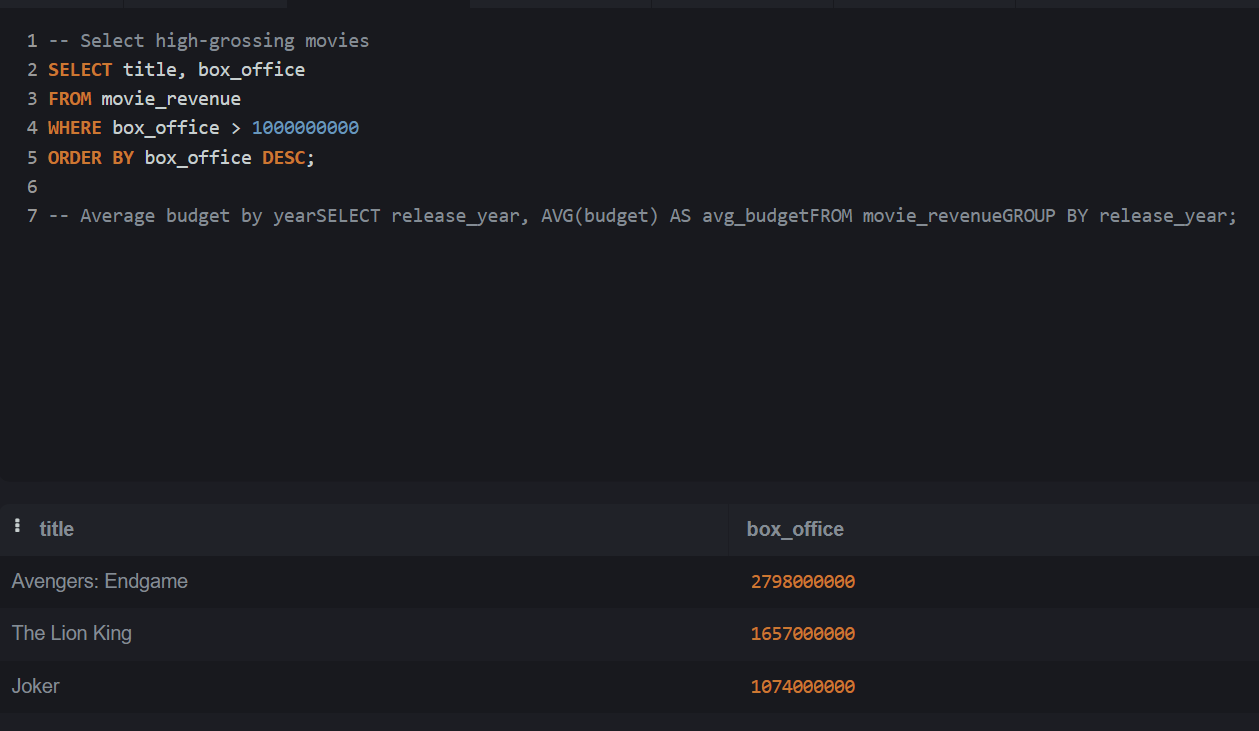 1 -- Select high-grossing movies
2 SELECT title, box_office
3 FROM movie_revenue
4 WHERE box_office > 1000000000
5 ORDER BY box_office DESC;
6
7 -- Average budget by yearSELECT release_year, AVG(budget) AS avg_budgetFROM movie_revenueGROUP BY release_year;
title box_office
Avengers: Endgame 2798000000
The Lion King 1657000000
Joker 1074000000